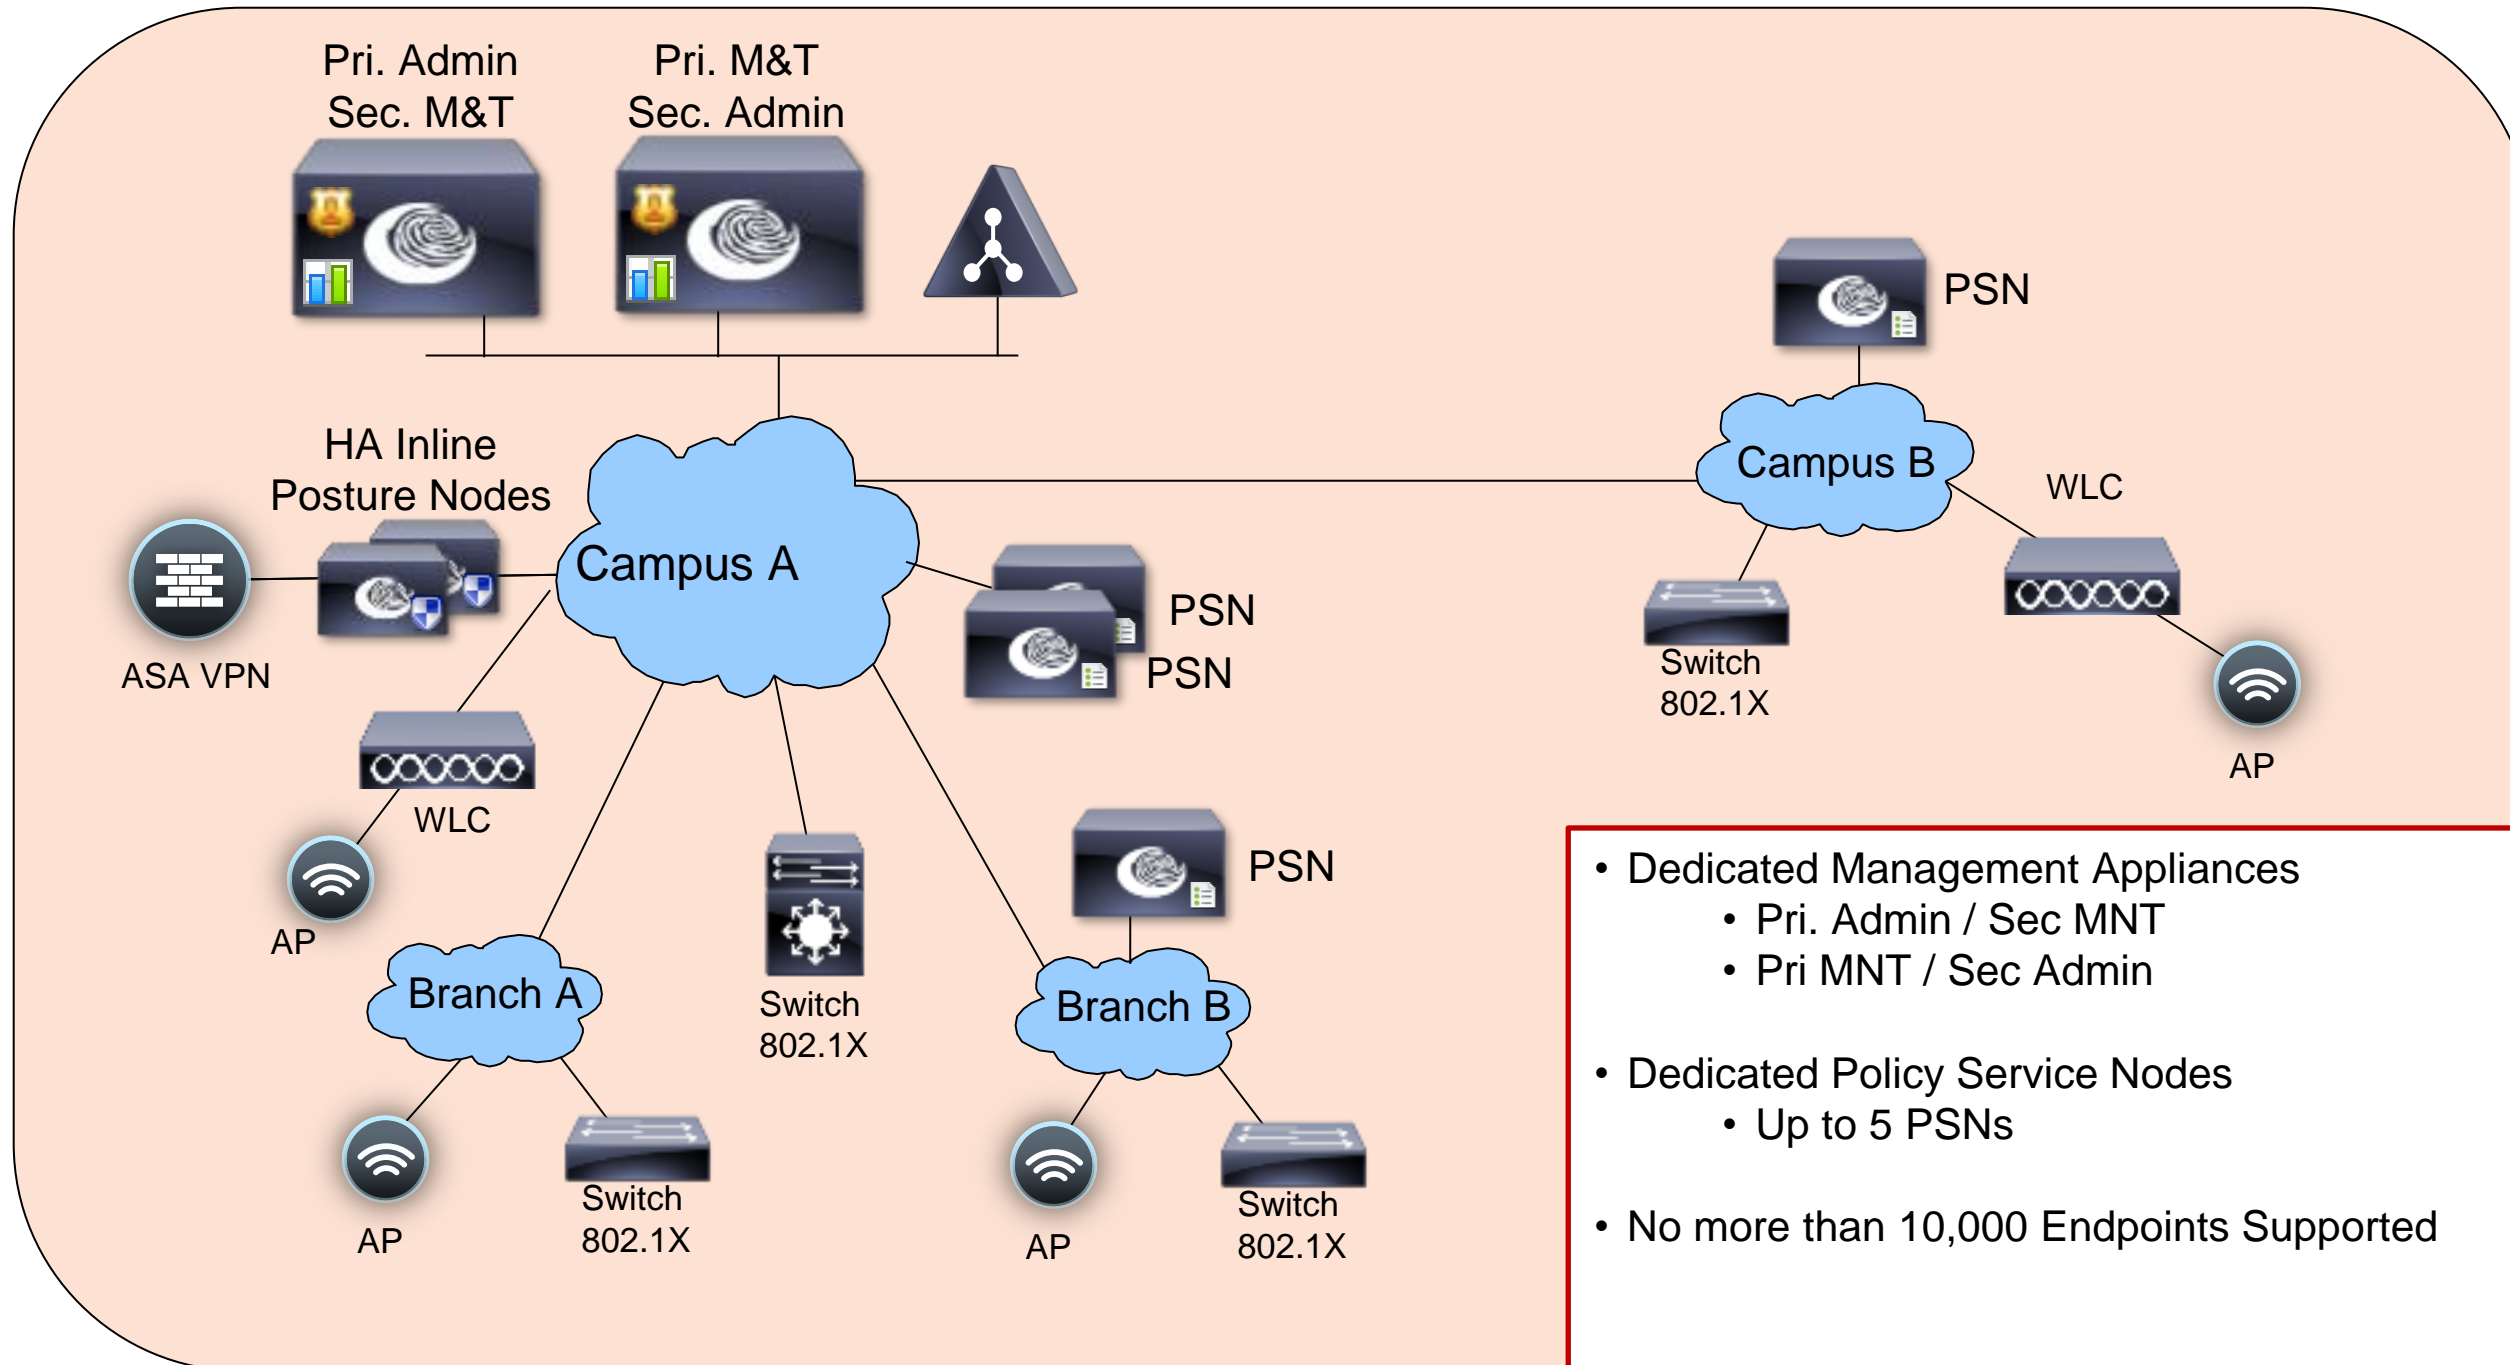 Pri. Admin
Sec. M&T
Pri. M&T
Sec. Admin
PSN
HA Inline
Posture Nodes
Campus B
WLC
Campus A
ASA VPN
PSN
PSN
Switch
802.1X
AP
WLC
AP
PSN
Branch A
Switch
802.1X
Branch B
AP
Switch
802.1X
AP
Switch
802.1X
• Dedicated Management Appliances
• Pri. Admin / Sec MNT
• Pri MNT / Sec Admin
• Dedicated Policy Service Nodes
• Up to 5 PSNs
• No more than 10,000 Endpoints Supported